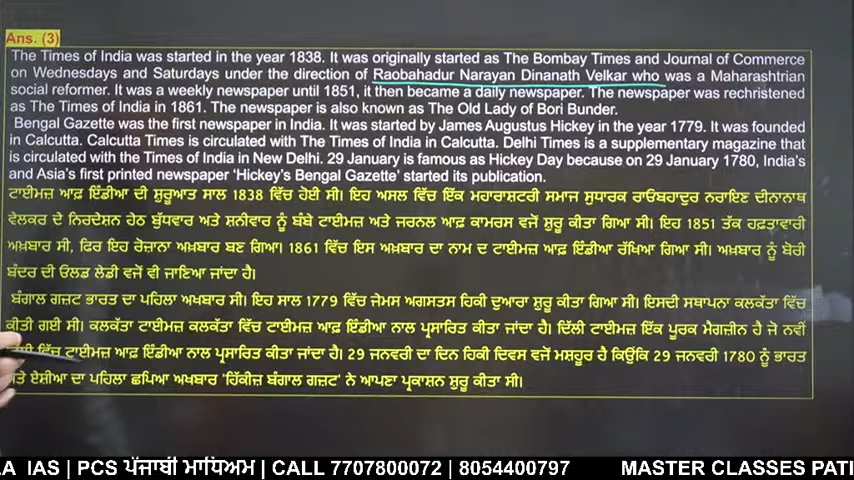 Ans. (3)
The Times of India was started in the year 1838. It was originally started as The Bombay Times and Journal of Commerce
on Wednesdays and Saturdays under the direction of Raobahadur Narayan Dinanath Velkar who was a Maharashtrian
social reformer. It was a weekly newspaper until 1851, it then became a daily newspaper. The newspaper was rechristened
as The Times of India in 1861. The newspaper is also known as The Old Lady of Bori Bunder.
Bengal Gazette was the first newspaper in India. It was started by James Augustus Hickey in the year 1779. It was founded
in Calcutta. Calcutta Times is circulated with The Times of India in Calcutta. Delhi Times is a supplementary magazine that
is circulated with the Times of India in New Delhi. 29 January is famous as Hickey Day because on 29 January 1780, India's
and Asia's first printed newspaper 'Hickey's Bengal Gazette' started its publication.
ਟਾਈਮਜ਼ ਆਫ਼ ਇੰਡੀਆ ਦੀ ਸ਼ੁਰੂਆਤ ਸਾਲ 1838 ਵਿੱਚ ਹੋਈ ਸੀ। ਇਹ ਅਸਲ ਵਿੱਚ ਇੱਕ ਮਹਾਰਾਸ਼ਟਰੀ ਸਮਾਜ ਸੁਧਾਰਕ ਰਾਓਬਹਾਦੁਰ ਨਰਾਇਣ ਦੀਨਾਨਾਥ
ਵੇਲਕਰ ਦੇ ਨਿਰਦੇਸ਼ਨ ਹੇਠ ਬੁੱਧਵਾਰ ਅਤੇ ਸ਼ਨੀਵਾਰ ਨੂੰ ਬੰਬੇ ਟਾਈਮਜ਼ ਅਤੇ ਜਰਨਲ ਆਫ਼ ਕਾਮਰਸ ਵਜੋਂ ਸ਼ੁਰੂ ਕੀਤਾ ਗਿਆ ਸੀ। ਇਹ 1851 ਤੱਕ ਹਫ਼ਤਾਵਾਰੀ
ਅਖ਼ਬਾਰ ਸੀ, ਫਿਰ ਇਹ ਰੋਜ਼ਾਨਾ ਅਖ਼ਬਾਰ ਬਣ ਗਿਆ। 1861 ਵਿੱਚ ਇਸ ਅਖ਼ਬਾਰ ਦਾ ਨਾਮ ਦ ਟਾਈਮਜ਼ ਆਫ਼ ਇੰਡੀਆ ਰੱਖਿਆ ਗਿਆ ਸੀ। ਅਖ਼ਬਾਰ ਨੂੰ ਬੋਰੀ
ਬੰਦਰ ਦੀ ਓਲਡ ਲੇਡੀ ਵਜੋਂ ਵੀ ਜਾਣਿਆ ਜਾਂਦਾ ਹੈ।
ਬੰਗਾਲ ਗਜ਼ਟ ਭਾਰਤ ਦਾ ਪਹਿਲਾ ਅਖਬਾਰ ਸੀ। ਇਹ ਸਾਲ 1779 ਵਿੱਚ ਜੇਮਸ ਅਗਸਤਸ ਹਿਕੀ ਦੁਆਰਾ ਸ਼ੁਰੂ ਕੀਤਾ ਗਿਆ ਸੀ। ਇਸਦੀ ਸਥਾਪਨਾ ਕਲਕੱਤਾ ਵਿੱਚ
ਕੀਤੀ ਗਈ ਸੀ। ਕਲਕੱਤਾ ਟਾਈਮਜ਼ ਕਲਕੱਤਾ ਵਿੱਚ ਟਾਈਮਜ਼ ਆਫ਼ ਇੰਡੀਆ ਨਾਲ ਪ੍ਰਸਾਰਿਤ ਕੀਤਾ ਜਾਂਦਾ ਹੈ। ਦਿੱਲੀ ਟਾਈਮਜ਼ ਇੱਕ ਪੂਰਕ ਮੈਗਜ਼ੀਨ ਹੈ ਜੋ ਨਵੀਂ
ਵਿੱਚ ਟਾਈਮਜ਼ ਆਫ਼ ਇੰਡੀਆ ਨਾਲ ਪ੍ਰਸਾਰਿਤ ਕੀਤਾ ਜਾਂਦਾ ਹੈ। 29 ਜਨਵਰੀ ਦਾ ਦਿਨ ਹਿਕੀ ਦਿਵਸ ਵਜੋਂ ਮਸ਼ਹੂਰ ਹੈ ਕਿਉਂਕਿ 29 ਜਨਵਰੀ 1780 ਨੂੰ ਭਾਰਤ
ਏਸ਼ੀਆ ਦਾ ਪਹਿਲਾ ਛਪਿਆ ਅਖਬਾਰ 'ਹਿੱਕੀਜ਼ ਬੰਗਾਲ ਗਜ਼ਟ' ਨੇ ਆਪਣਾ ਪ੍ਰਕਾਸ਼ਨ ਸ਼ੁਰੂ ਕੀਤਾ ਸੀ।
IAS | PCS ਪੰਜਾਬੀ ਮਾਧਿਅਮ | CALL 7707800072 | 8054400797 MASTER CLASSES PATI